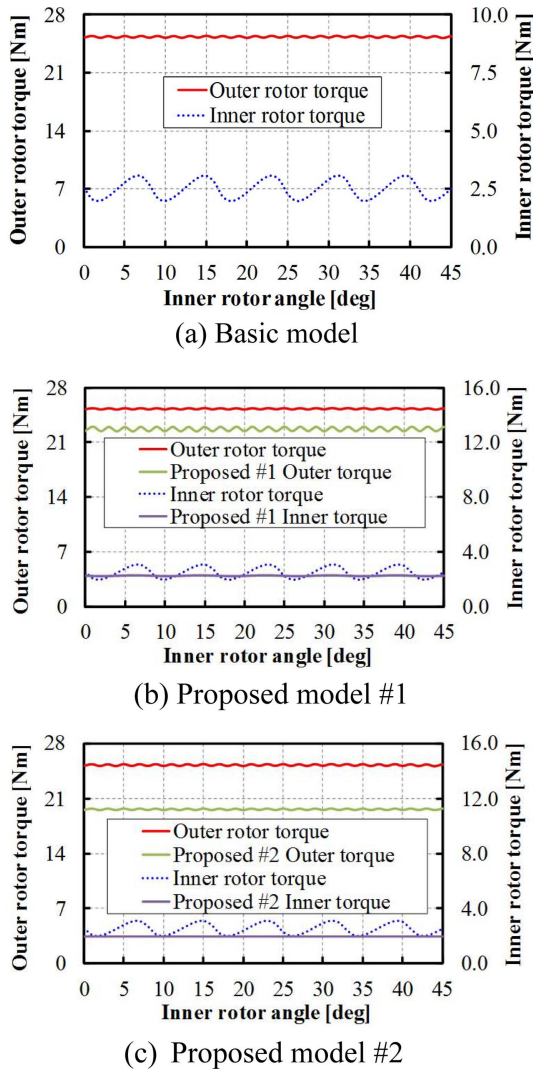 Outer rotor torque [Nm]
28
21
14
7
0
Outer rotor torque
Inner rotor torque
10.0
7.5
5.0
2.5
0.0
Inner rotor torque [Nm]
0 5 10 15 20 25 30 35 40 45
Inner rotor angle [deg]
(a) Basic model
Outer rotor torque [Nm]
28
21
14
7
0
Outer rotor torque
Proposed #1 Outer torque
Inner rotor torque
Proposed #1 Inner torque
16.0
12.0
8.0
4.0
0.0
Inner rotor torque [Nm]
0 5 10 15 20 25 30 35 40 45
Inner rotor angle [deg]
(b) Proposed model #1
Outer rotor torque [Nm]
28
21
14
7
0
Outer rotor torque
Proposed #2 Outer torque
Inner rotor torque
Proposed #2 Inner torque
16.0
12.0
8.0
4.0
0.0
Inner rotor torque [Nm]
0 5 10 15 20 25 30 35 40 45
Inner rotor angle [deg]
(c) Proposed model #2